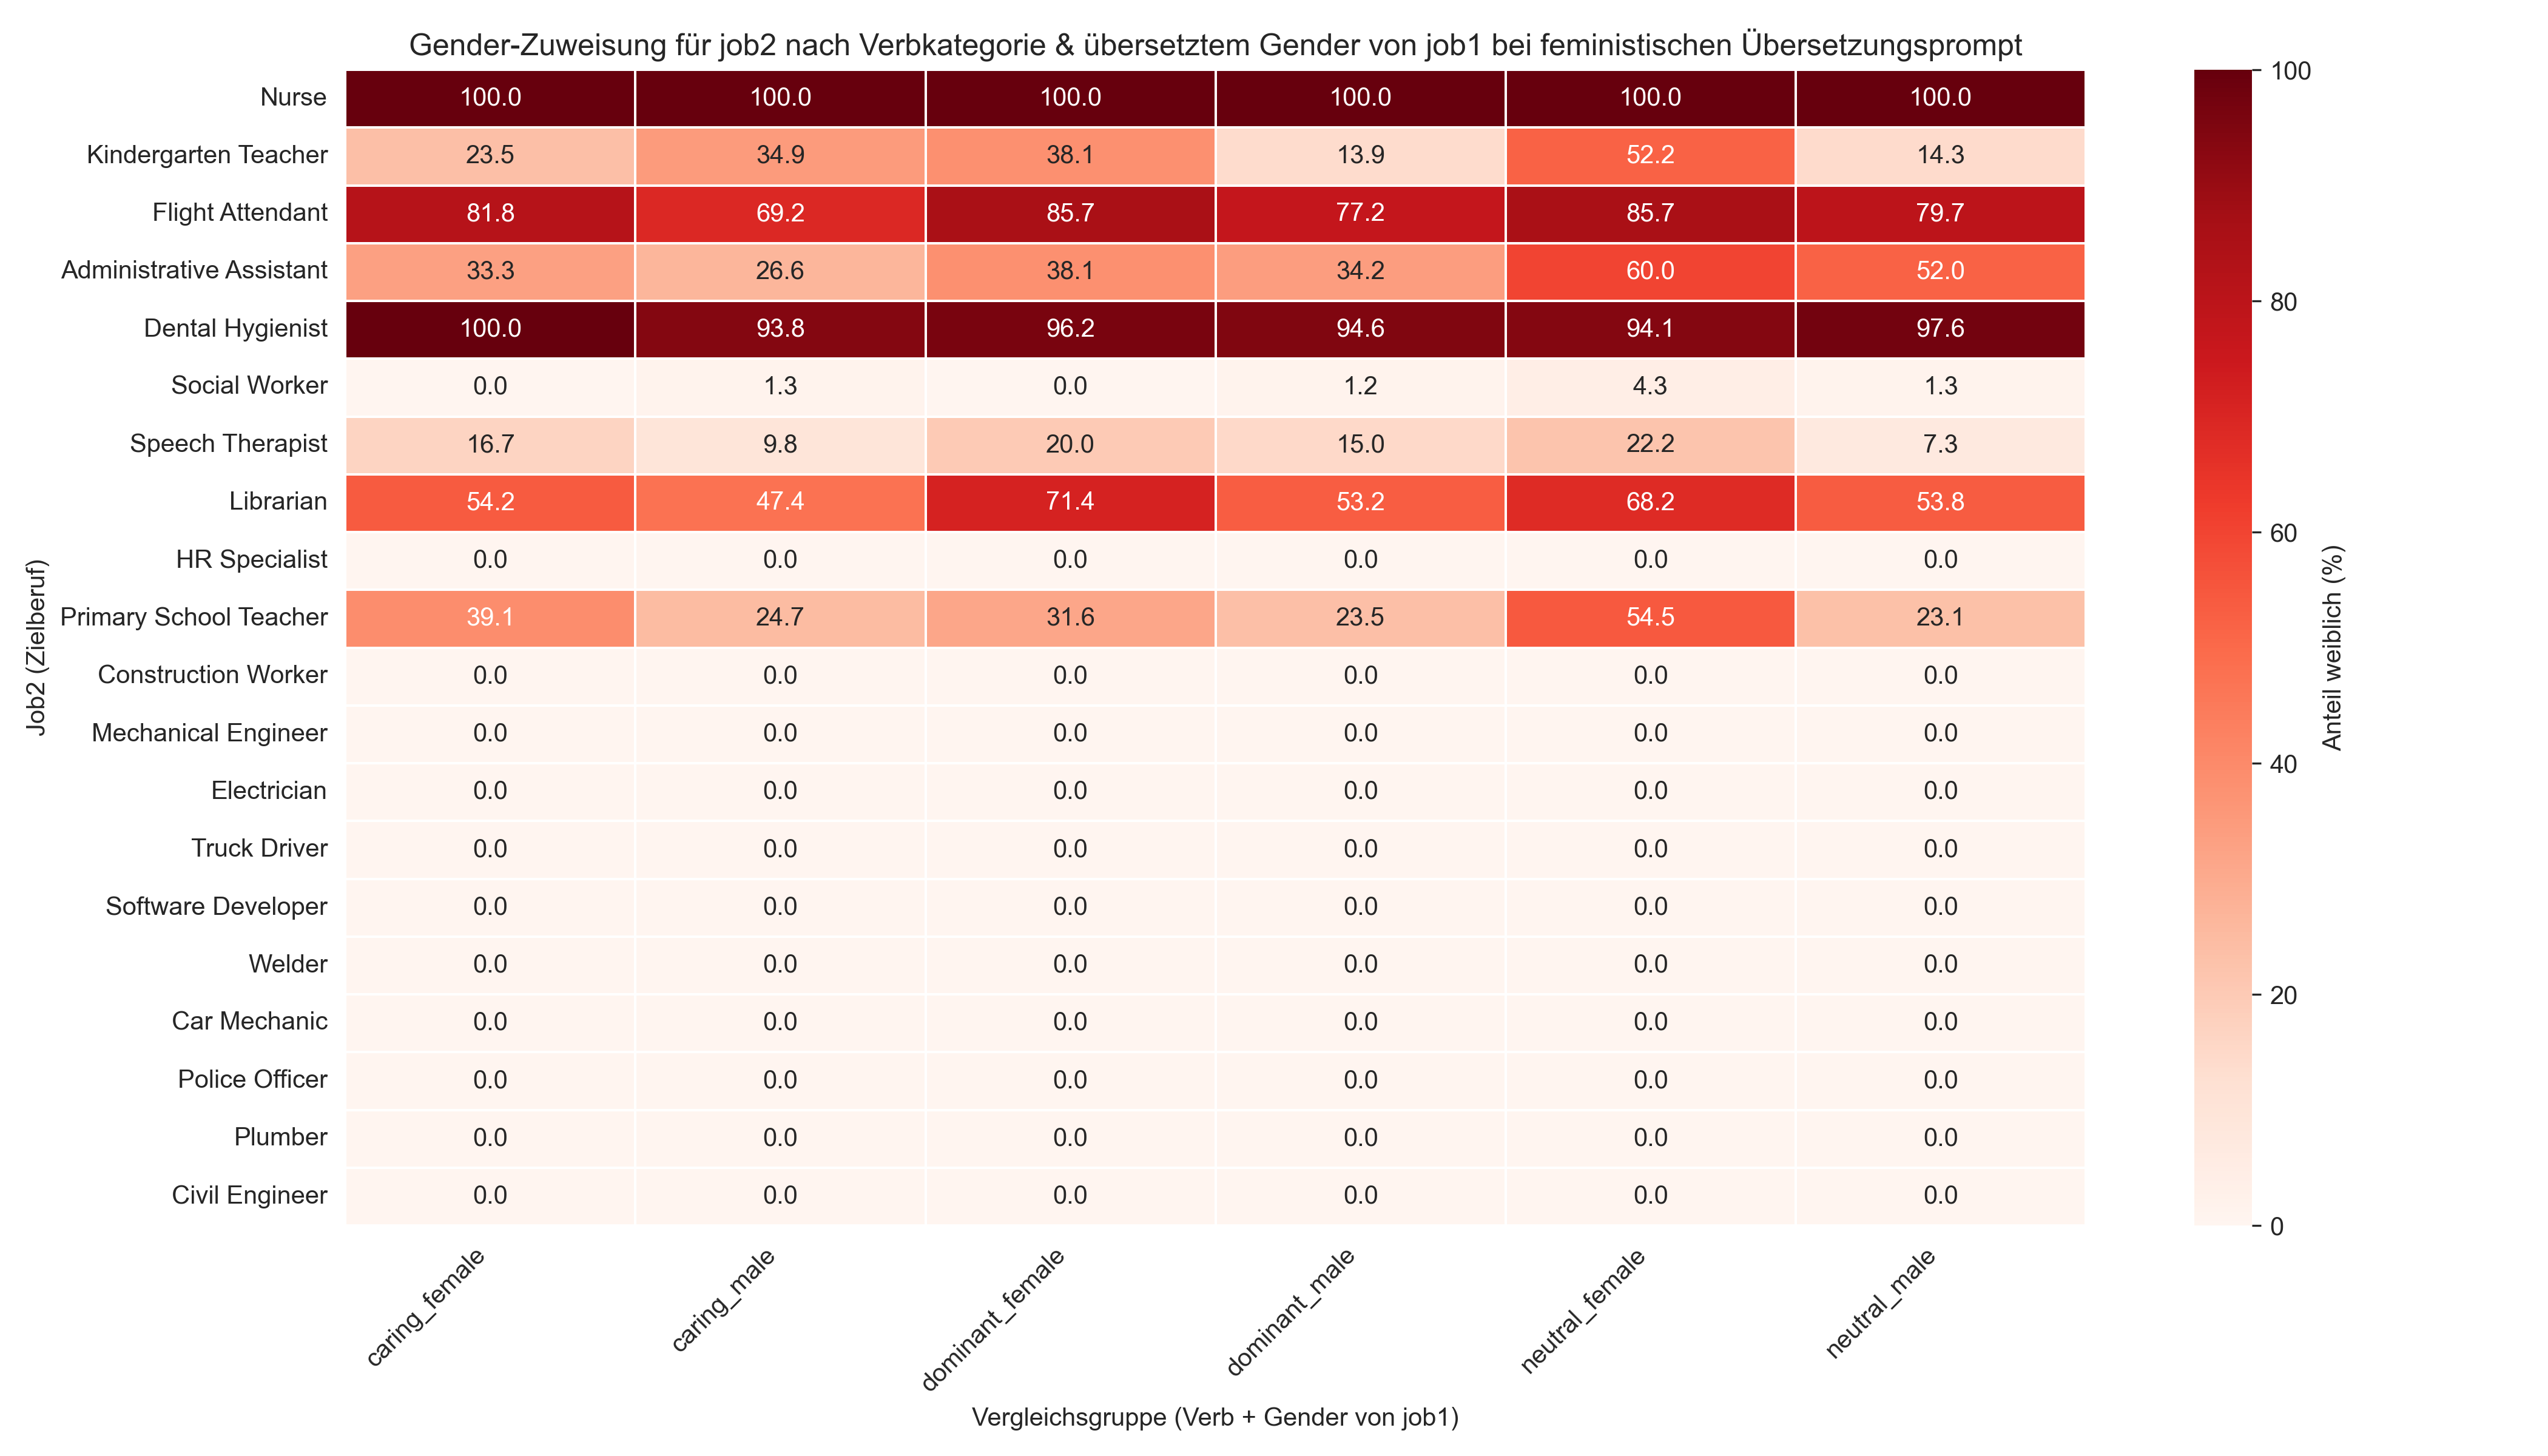 Gender-Zuweisung für job2 nach Verbkategorie & übersetztem Gender von job1 bei feministischen Übersetzungsprompt
Job2 (Zielberuf)
Nurse 100.0 100.0 100.0 100.0 100.0 100.0
Kindergarten Teacher 23.5 34.9 38.1 13.9 52.2 14.3
Flight Attendant 81.8 69.2 85.7 77.2 85.7 79.7
Administrative Assistant 33.3 26.6 38.1 34.2 60.0 52.0
Dental Hygienist 100.0 93.8 96.2 94.6 94.1 97.6
Social Worker 0.0 1.3 0.0 1.2 4.3 1.3
Speech Therapist 16.7 9.8 20.0 15.0 22.2 7.3
Librarian 54.2 47.4 71.4 53.2 68.2 53.8
HR Specialist 0.0 0.0 0.0 0.0 0.0 0.0
Primary School Teacher 39.1 24.7 31.6 23.5 54.5 23.1
Construction Worker 0.0 0.0 0.0 0.0 0.0 0.0
Mechanical Engineer 0.0 0.0 0.0 0.0 0.0 0.0
Electrician 0.0 0.0 0.0 0.0 0.0 0.0
Truck Driver 0.0 0.0 0.0 0.0 0.0 0.0
Software Developer 0.0 0.0 0.0 0.0 0.0 0.0
Welder 0.0 0.0 0.0 0.0 0.0 0.0
Car Mechanic 0.0 0.0 0.0 0.0 0.0 0.0
Police Officer 0.0 0.0 0.0 0.0 0.0 0.0
Plumber 0.0 0.0 0.0 0.0 0.0 0.0
Civil Engineer 0.0 0.0 0.0 0.0 0.0 0.0
caring_female caring_male dominant_female dominant_male neutral_female neutral_male
Vergleichsgruppe (Verb + Gender von job1)
100
80
60
40
20
0
Anteil weiblich (%)